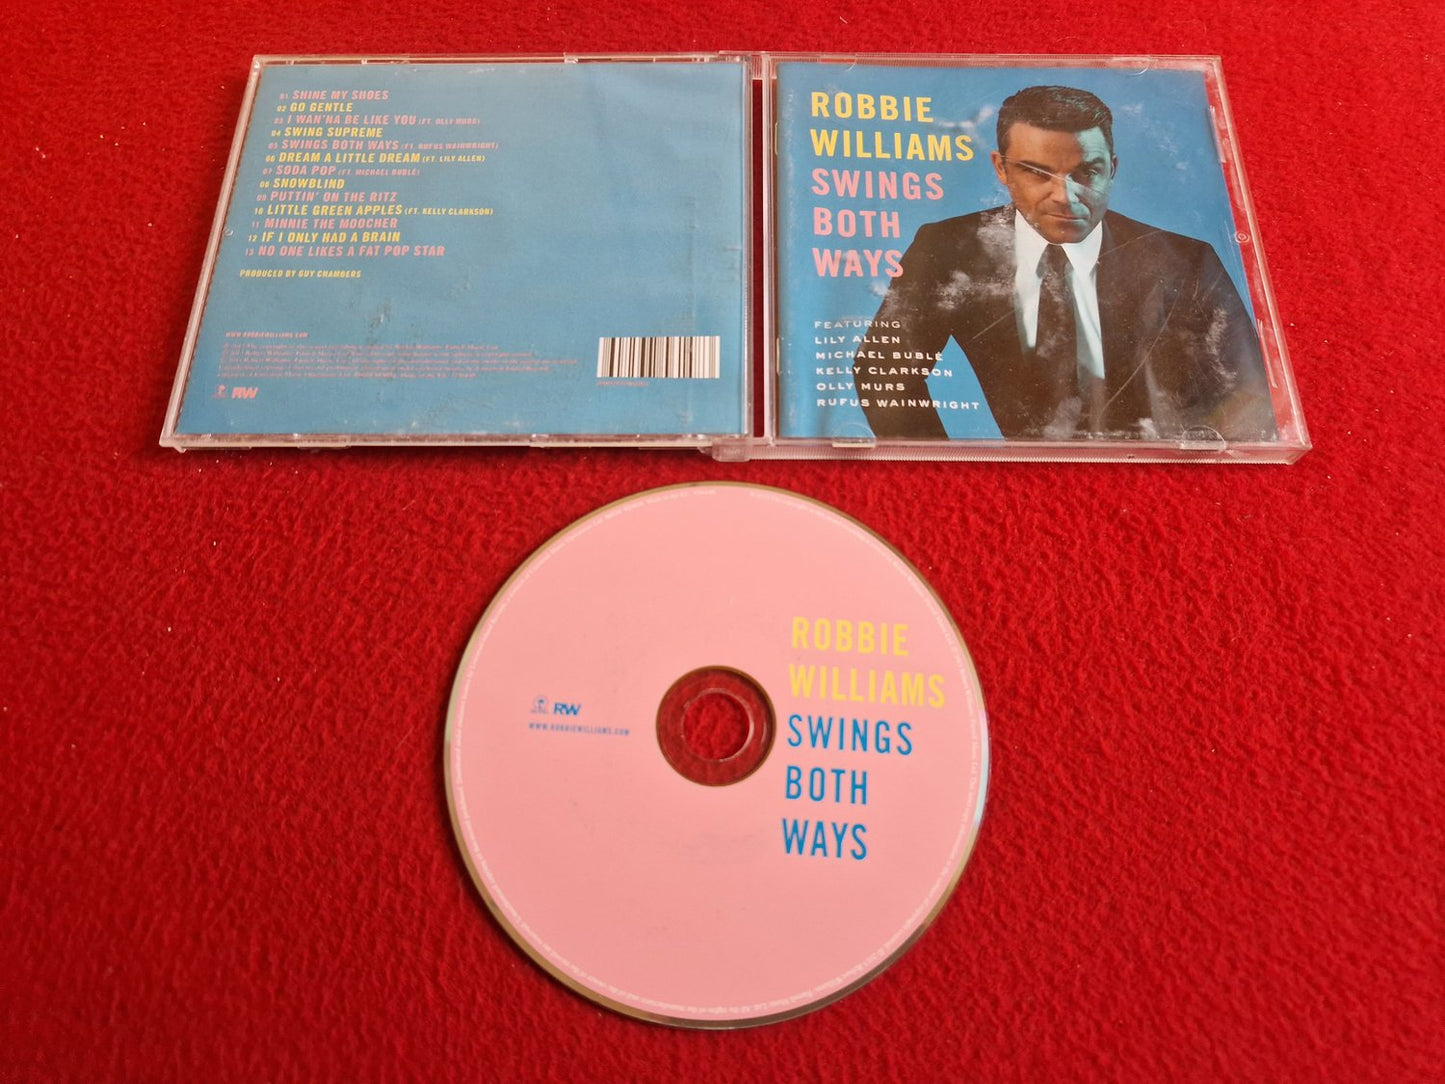 01 SHINE MY SHOES
02 GO GENTLE
03 I WAN'NA BE LIKE YOU (FT. OLLY MURS)
04 SWING SUPREME
05 SWINGS BOTH WAYS (FT. RUFUS WAINWRIGHT)
06 DREAM A LITTLE DREAM (FT. LILY ALLEN)
07 SODA POP (FT. MICHAEL BUBLÉ)
08 SNOWBLIND
09 PUTTIN' ON THE RITZ
10 LITTLE GREEN APPLES (FT. KELLY CLARKSON)
11 MINNIE THE MOOCHER
12 IF I ONLY HAD A BRAIN
13 NO ONE LIKES A FAT POP STAR
PRODUCED BY GUY CHAMBERS
WWW.ROBBIEWILLIAMS.COM
RW
ROBBIE
WILLIAMS
SWINGS
BOTH
WAYS
FEATURING
LILY ALLEN
MICHAEL BUBLÉ
KELLY CLARKSON
OLLY MURS
RUFUS WAINWRIGHT
ROBBIE
WILLIAMS
SWINGS
BOTH
WAYS
RW
WWW.ROBBIEWILLIAMS.COM